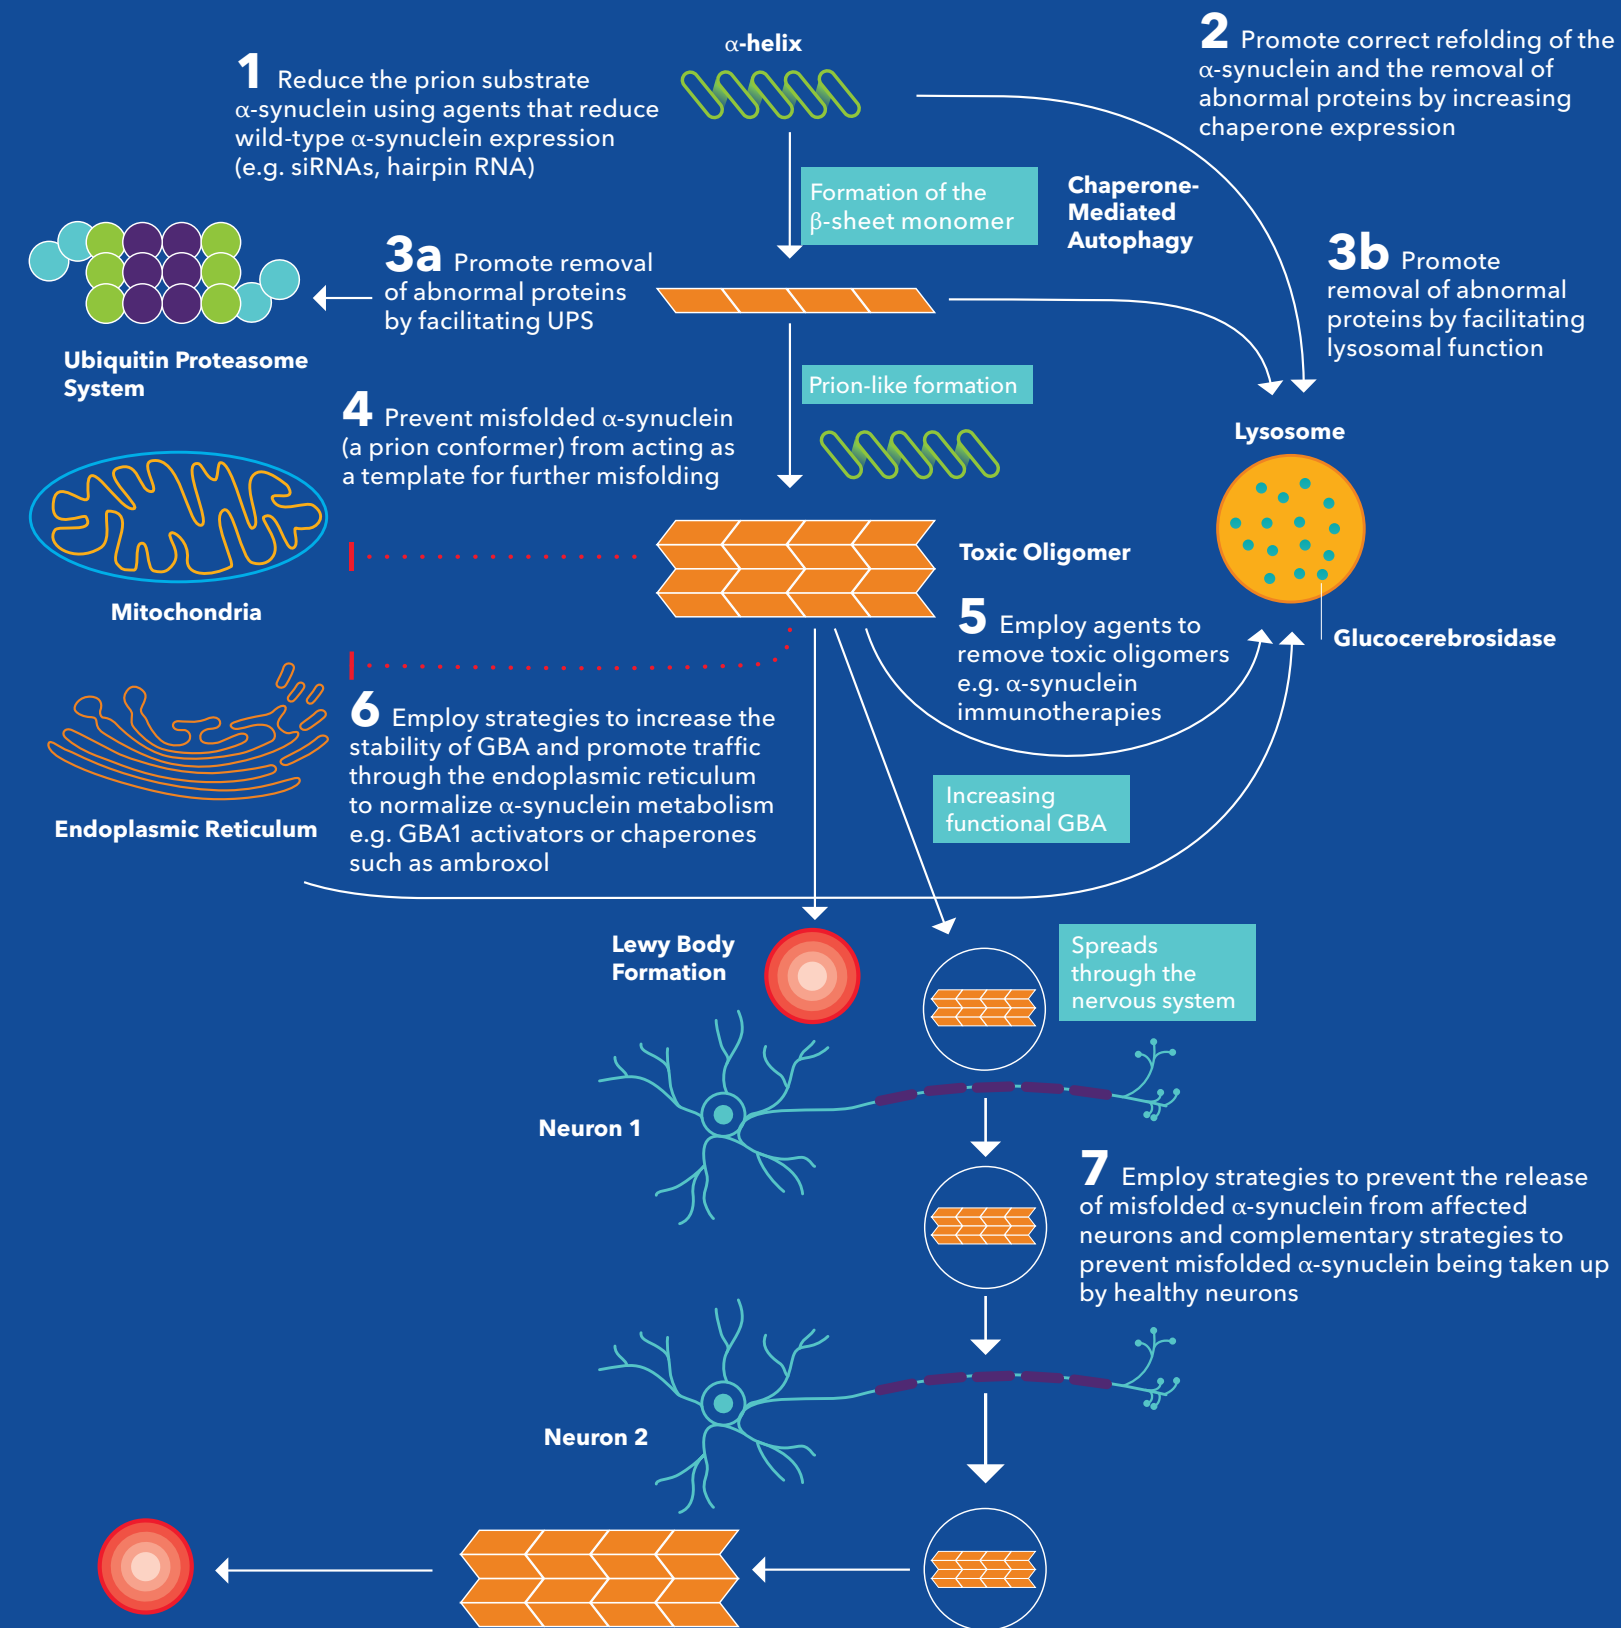 α-helix
1 Reduce the prion substrate
α-synuclein using agents that reduce
wild-type α-synuclein expression
(e.g. siRNAs, hairpin RNA)
2 Promote correct refolding of the
α-synuclein and the removal of
abnormal proteins by increasing
chaperone expression
Formation of the
β-sheet monomer
Chaperone-
Mediated
Autophagy
3a Promote removal
of abnormal proteins
by facilitating UPS
3b Promote
removal of abnormal
proteins by facilitating
lysosomal function
Ubiquitin Proteasome
System
Prion-like formation
4 Prevent misfolded α-synuclein
(a prion conformer) from acting as
a template for further misfolding
Lysosome
Mitochondria
Toxic Oligomer
5 Employ agents to
remove toxic oligomers
e.g. α-synuclein
immunotherapies
Glucocerebrosidase
6 Employ strategies to increase the
stability of GBA and promote traffic
through the endoplasmic reticulum
to normalize α-synuclein metabolism
e.g. GBA1 activators or chaperones
such as ambroxol
Endoplasmic Reticulum
Increasing
functional GBA
Lewy Body
Formation
Spreads
through the
nervous system
Neuron 1
7 Employ strategies to prevent the release
of misfolded α-synuclein from affected
neurons and complementary strategies to
prevent misfolded α-synuclein being taken up
by healthy neurons
Neuron 2